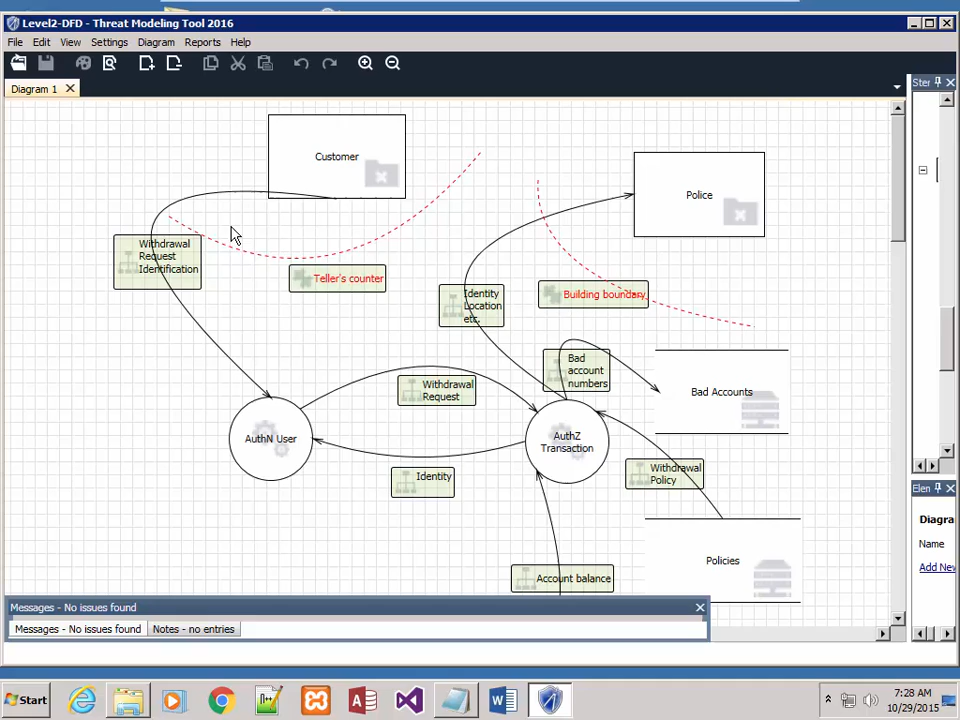 Level2-DFD - Threat Modeling Tool 2016
File Edit View Settings Diagram Reports Help
Diagram 1
Customer
Police
Withdrawal
Request
Identification
Teller's counter
Identity
Location
etc.
Building boundary
Bad
account
numbers
Bad Accounts
Withdrawal
Request
AuthN User
AuthZ
Transaction
Identity
Withdrawal
Policy
Policies
Account balance
Messages - No issues found
Messages - No issues found
Notes - no entries
Ster
Elen
Diagra
Name
Add New
Start
7:28 AM
10/29/2015